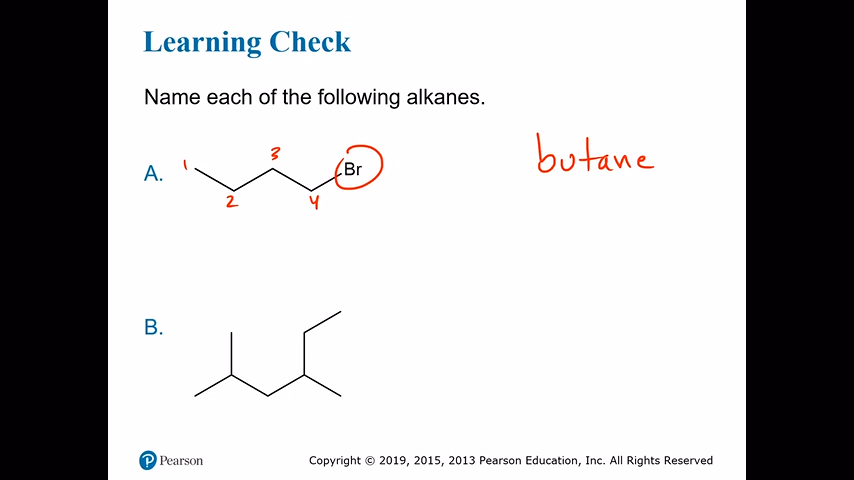 Learning Check
Name each of the following alkanes.
butane
A.
1
2
3
4
Br
B.
Pearson
Copyright © 2019, 2015, 2013 Pearson Education, Inc. All Rights Reserved